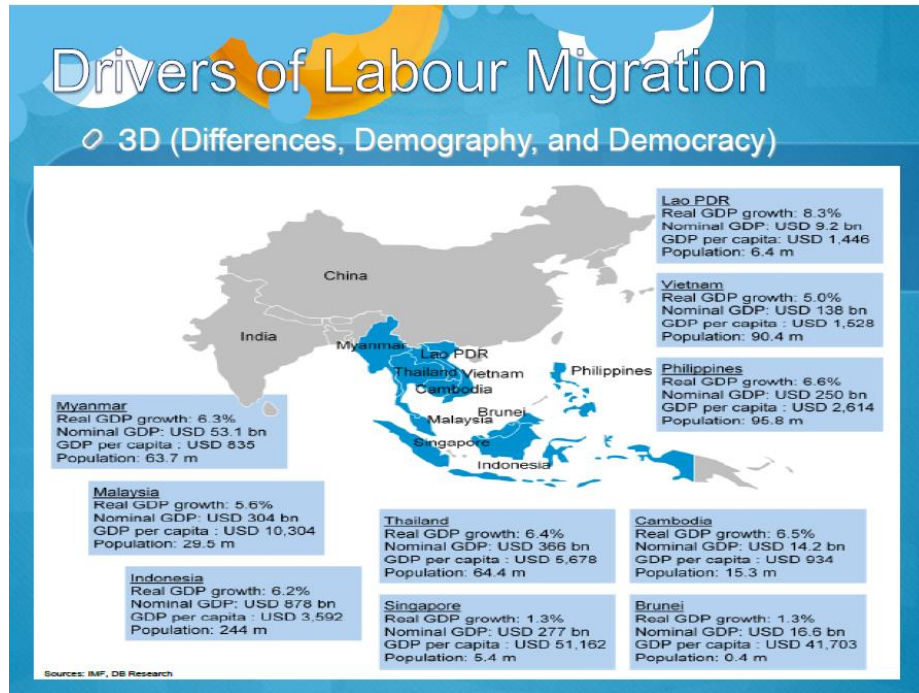 Drivers of Labour Migration
3D (Differences, Demography, and Democracy)
China
India
Myanmar
Lao PDR
Thailand
Vietnam
Cambodia
Philippines
Malaysia
Brunei
Singapore
Indonesia
Lao PDR
Real GDP growth: 8.3%
Nominal GDP: USD 9.2 bn
GDP per capita: USD 1,446
Population: 6.4 m
Vietnam
Real GDP growth: 5.0%
Nominal GDP: USD 138 bn
GDP per capita : USD 1,528
Population: 90.4 m
Philippines
Real GDP growth: 6.6%
Nominal GDP: USD 250 bn
GDP per capita : USD 2,614
Population: 95.8 m
Myanmar
Real GDP growth: 6.3%
Nominal GDP: USD 53.1 bn
GDP per capita : USD 835
Population: 63.7 m
Malaysia
Real GDP growth: 5.6%
Nominal GDP: USD 304 bn
GDP per capita : USD 10,304
Population: 29.5 m
Indonesia
Real GDP growth: 6.2%
Nominal GDP: USD 878 bn
GDP per capita : USD 3,592
Population: 244 m
Thailand
Real GDP growth: 6.4%
Nominal GDP: USD 366 bn
GDP per capita : USD 5,678
Population: 64.4 m
Cambodia
Real GDP growth: 6.5%
Nominal GDP: USD 14.2 bn
GDP per capita : USD 934
Population: 15.3 m
Singapore
Real GDP growth: 1.3%
Nominal GDP: USD 277 bn
GDP per capita : USD 51,162
Population: 5.4 m
Brunei
Real GDP growth: 1.3%
Nominal GDP: USD 16.6 bn
GDP per capita : USD 41,703
Population: 0.4 m
Sources: IMF, DB Research